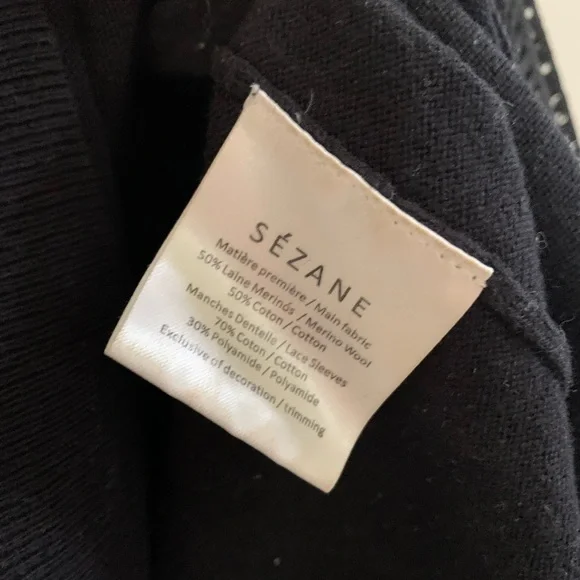 SÉZANE
Matière première / Main fabric
50% Laine Merinos / Merino Wool
50% Coton / Cotton
Manches Dentelle / Lace Sleeves
70% Coton / Cotton
30% Polyamide / Polyamide
Exclusive of decoration / trimming